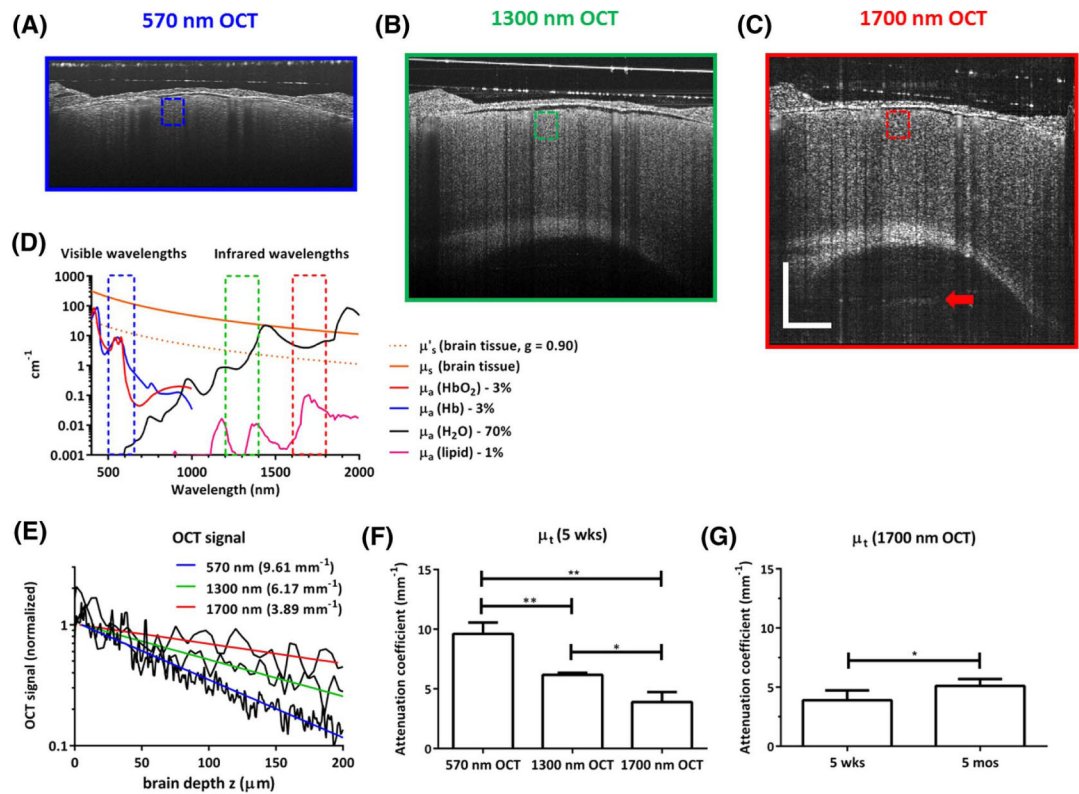 (A)
570 nm OCT
(B)
1300 nm OCT
(C)
1700 nm OCT
(D)
Visible wavelengths
Infrared wavelengths
1000
100
10
1
0.1
0.01
0.001
cm⁻¹
500
1000
1500
2000
Wavelength (nm)
μ's (brain tissue, g = 0.90)
μs (brain tissue)
μa (HbO₂) - 3%
μa (Hb) - 3%
μa (H₂O) - 70%
μa (lipid) - 1%
(E)
OCT signal
570 nm (9.61 mm⁻¹)
1300 nm (6.17 mm⁻¹)
1700 nm (3.89 mm⁻¹)
OCT signal (normalized)
1
0.1
0
50
100
150
200
brain depth z (μm)
(F)
μt (5 wks)
Attenuation coefficient (mm⁻¹)
15
10
5
0
**
**
*
570 nm OCT
1300 nm OCT
1700 nm OCT
(G)
μt (1700 nm OCT)
Attenuation coefficient (mm⁻¹)
15
10
5
0
*
5 wks
5 mos